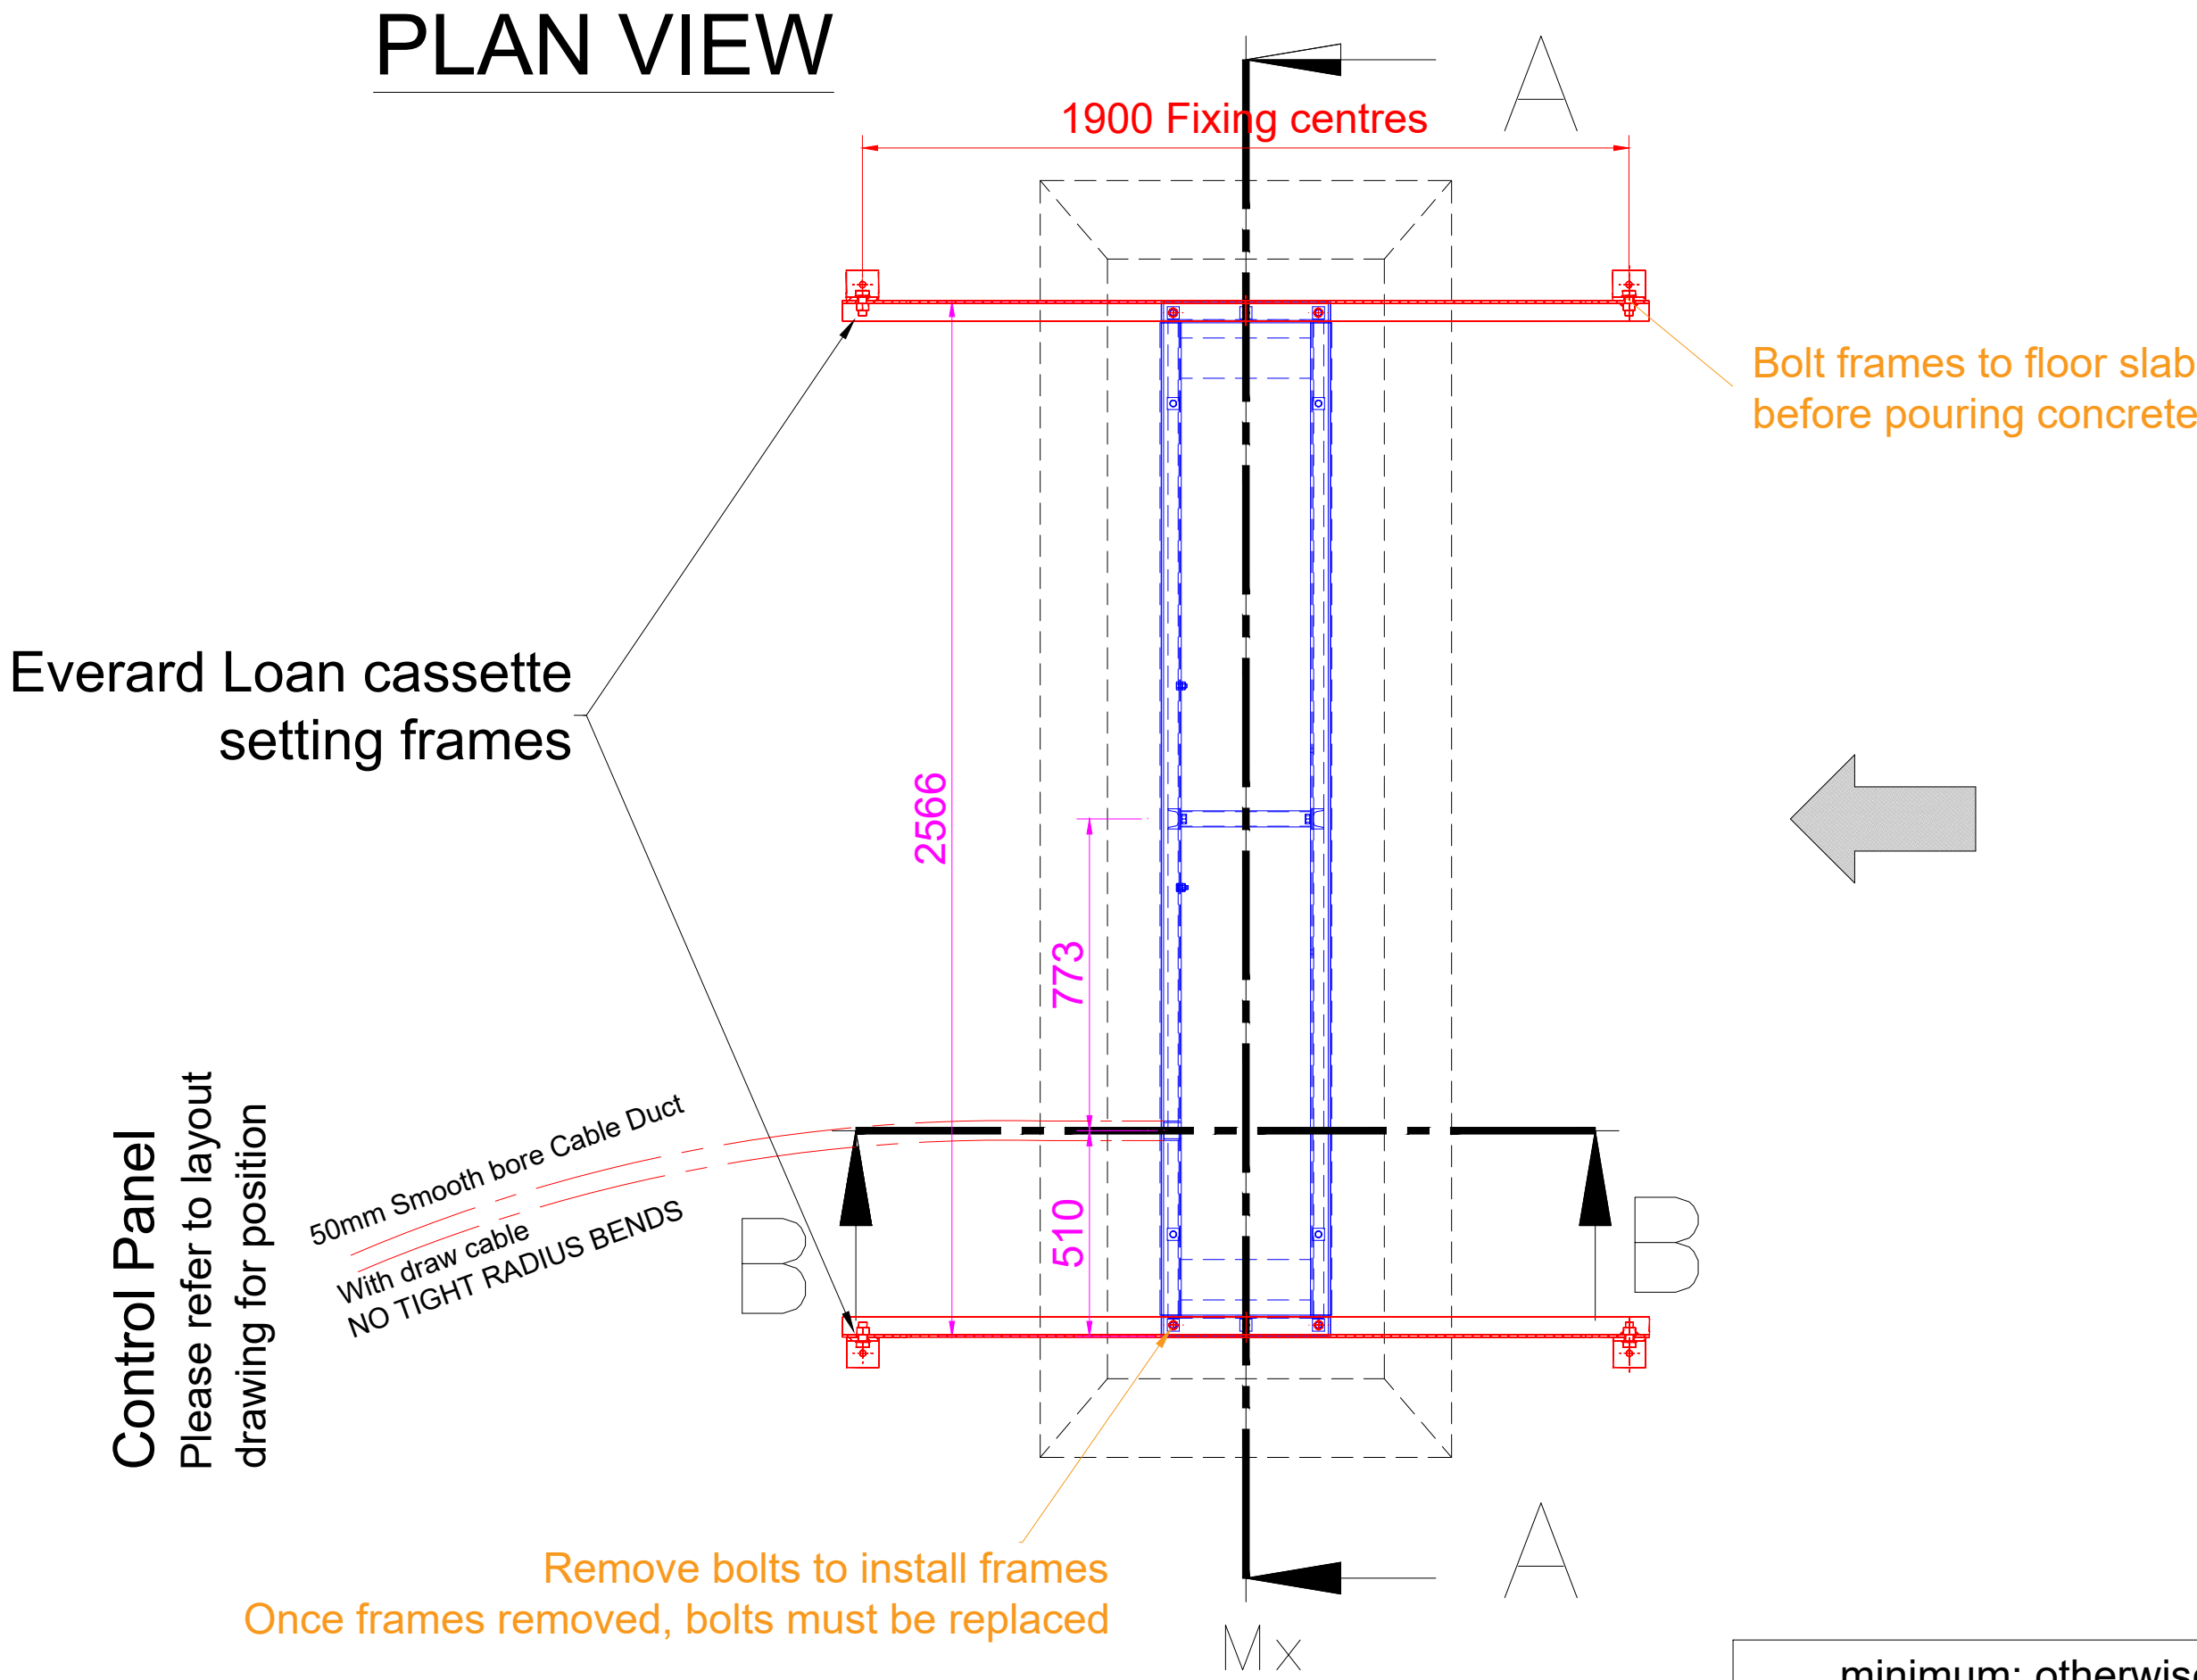 PLAN VIEW
A
1900 Fixing centres
Bolt frames to floor slab
before pouring concrete
Everard Loan cassette
setting frames
2566
773
510
Control Panel
Please refer to layout
drawing for position
50mm Smooth bore Cable Duct
With draw cable
NO TIGHT RADIUS BENDS
B
B
A
Remove bolts to install frames
Once frames removed, bolts must be replaced
Mx
minimum: otherwise